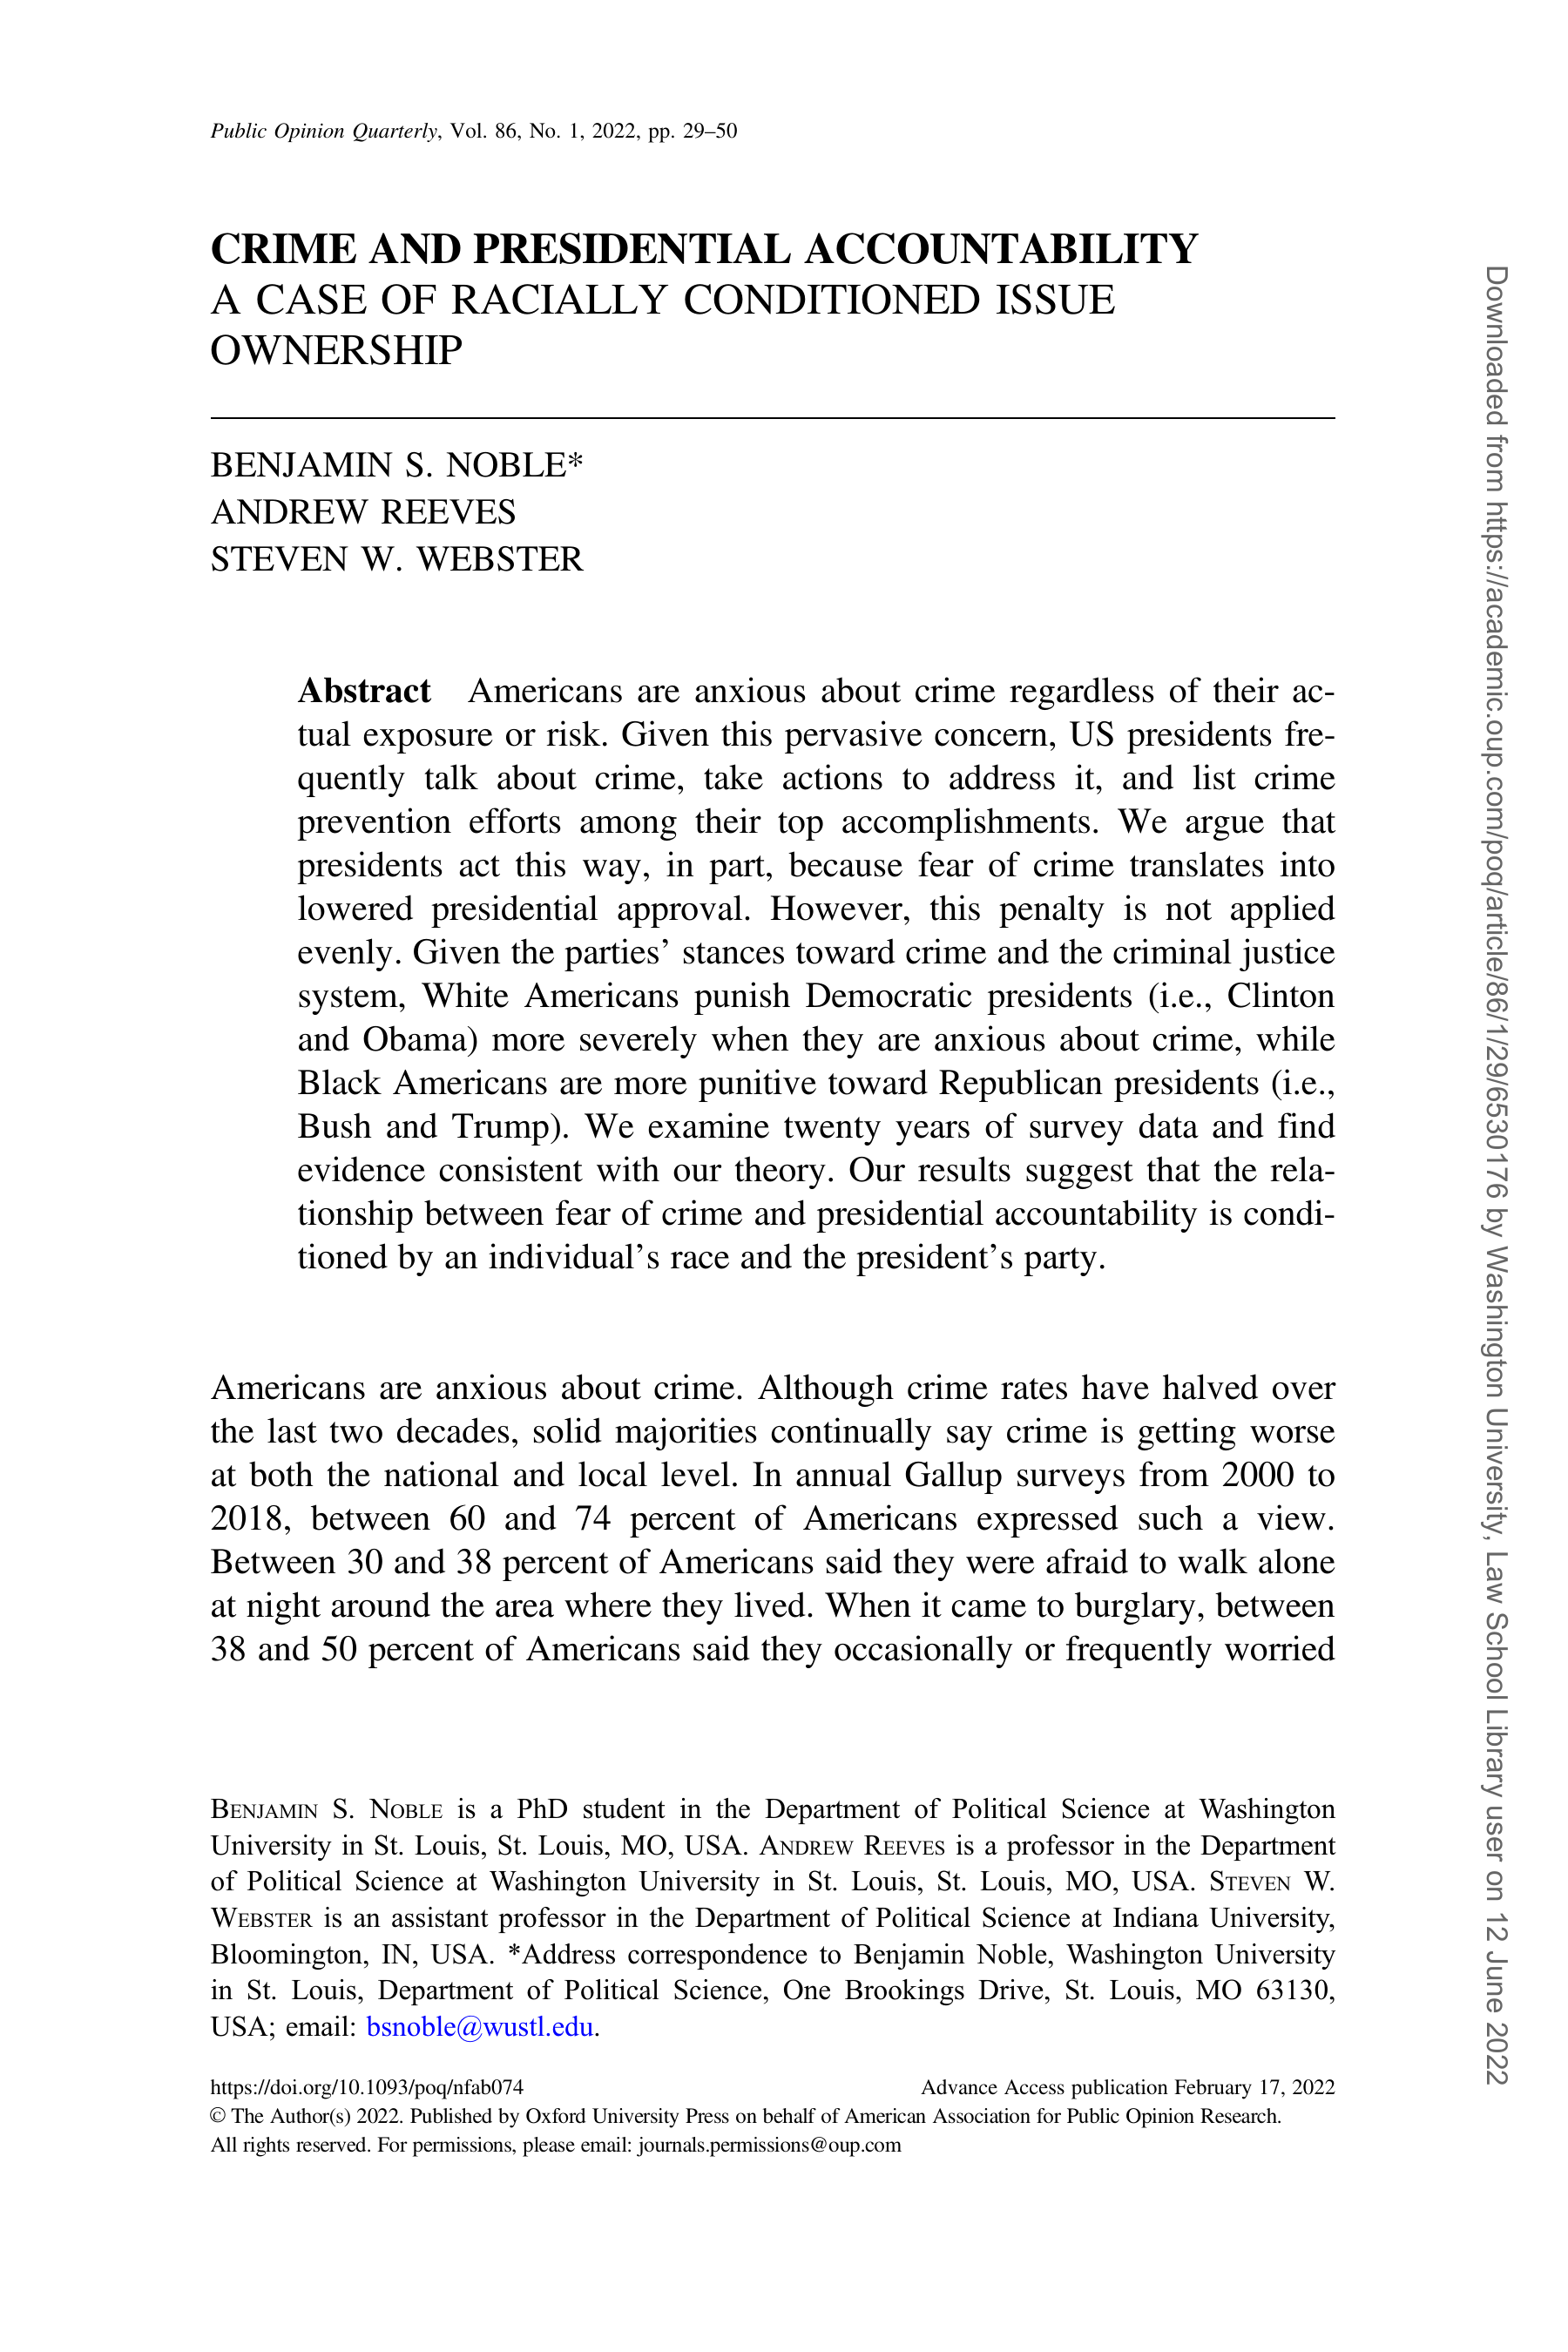 Public Opinion Quarterly, Vol. 86, No. 1, 2022, pp. 29–50
CRIME AND PRESIDENTIAL ACCOUNTABILITY
A CASE OF RACIALLY CONDITIONED ISSUE
OWNERSHIP
BENJAMIN S. NOBLE*
ANDREW REEVES
STEVEN W. WEBSTER
Abstract Americans are anxious about crime regardless of their ac-
tual exposure or risk. Given this pervasive concern, US presidents fre-
quently talk about crime, take actions to address it, and list crime
prevention efforts among their top accomplishments. We argue that
presidents act this way, in part, because fear of crime translates into
lowered presidential approval. However, this penalty is not applied
evenly. Given the parties’ stances toward crime and the criminal justice
system, White Americans punish Democratic presidents (i.e., Clinton
and Obama) more severely when they are anxious about crime, while
Black Americans are more punitive toward Republican presidents (i.e.,
Bush and Trump). We examine twenty years of survey data and find
evidence consistent with our theory. Our results suggest that the rela-
tionship between fear of crime and presidential accountability is condi-
tioned by an individual’s race and the president’s party.
Americans are anxious about crime. Although crime rates have halved over
the last two decades, solid majorities continually say crime is getting worse
at both the national and local level. In annual Gallup surveys from 2000 to
2018, between 60 and 74 percent of Americans expressed such a view.
Between 30 and 38 percent of Americans said they were afraid to walk alone
at night around the area where they lived. When it came to burglary, between
38 and 50 percent of Americans said they occasionally or frequently worried
BENJAMIN S. NOBLE is a PhD student in the Department of Political Science at Washington
University in St. Louis, St. Louis, MO, USA. ANDREW REEVES is a professor in the Department
of Political Science at Washington University in St. Louis, St. Louis, MO, USA. STEVEN W.
WEBSTER is an assistant professor in the Department of Political Science at Indiana University,
Bloomington, IN, USA. *Address correspondence to Benjamin Noble, Washington University
in St. Louis, Department of Political Science, One Brookings Drive, St. Louis, MO 63130,
USA; email: bsnoble@wustl.edu.
https://doi.org/10.1093/poq/nfab074 Advance Access publication February 17, 2022
© The Author(s) 2022. Published by Oxford University Press on behalf of American Association for Public Opinion Research.
All rights reserved. For permissions, please email: journals.permissions@oup.com
Downloaded from https://academic.oup.com/poq/article/86/1/29/6530176 by Washington University, Law School Library user on 12 June 2022